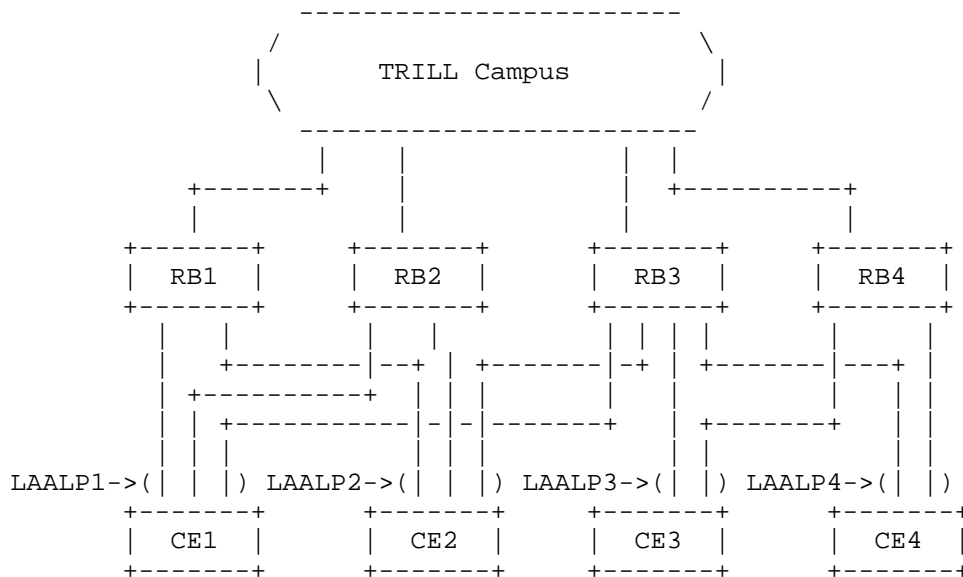 TRILL Campus
RB1 RB2 RB3 RB4
LAALP1->( ) LAALP2->( ) LAALP3->( ) LAALP4->( )
CE1 CE2 CE3 CE4